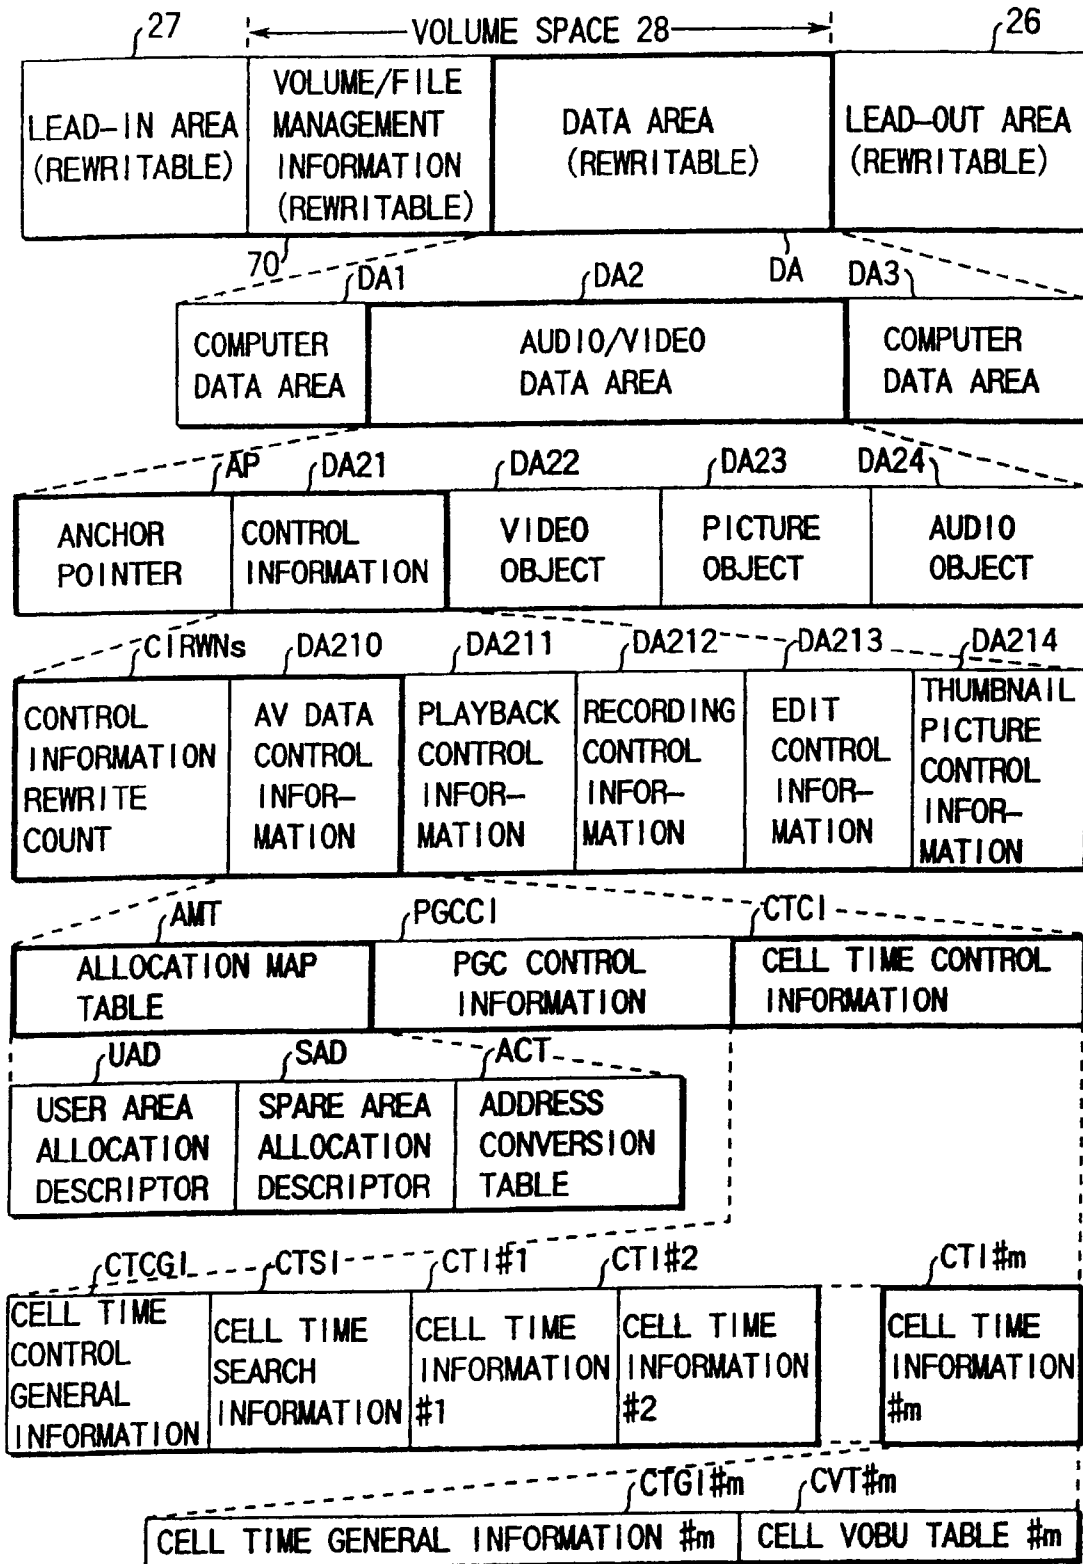 27
VOLUME SPACE 28
26
LEAD-IN AREA
(REWRITABLE)
VOLUME/FILE
MANAGEMENT
INFORMATION
(REWRITABLE)
DATA AREA
(REWRITABLE)
LEAD-OUT AREA
(REWRITABLE)
70
DA
DA1
DA2
DA3
COMPUTER
DATA AREA
AUDIO/VIDEO
DATA AREA
COMPUTER
DATA AREA
AP
DA21
DA22
DA23
DA24
ANCHOR
POINTER
CONTROL
INFORMATION
VIDEO
OBJECT
PICTURE
OBJECT
AUDIO
OBJECT
CIRWNs
DA210
DA211
DA212
DA213
DA214
CONTROL
INFORMATION
REWRITE
COUNT
AV DATA
CONTROL
INFOR-
MATION
PLAYBACK
CONTROL
INFOR-
MATION
RECORDING
CONTROL
INFOR-
MATION
EDIT
CONTROL
INFOR-
MATION
THUMBNAIL
PICTURE
CONTROL
INFOR-
MATION
AMT
PGCCI
CTCI
ALLOCATION MAP
TABLE
PGC CONTROL
INFORMATION
CELL TIME CONTROL
INFORMATION
UAD
SAD
ACT
USER AREA
ALLOCATION
DESCRIPTOR
SPARE AREA
ALLOCATION
DESCRIPTOR
ADDRESS
CONVERSION
TABLE
CTCGI
CTSI
CTI#1
CTI#2
CTI#m
CELL TIME
CONTROL
GENERAL
INFORMATION
CELL TIME
SEARCH
INFORMATION
CELL TIME
INFORMATION
#1
CELL TIME
INFORMATION
#2
CELL TIME
INFORMATION
#m
CTGI#m
CVT#m
CELL TIME GENERAL INFORMATION #m
CELL VOBU TABLE #m